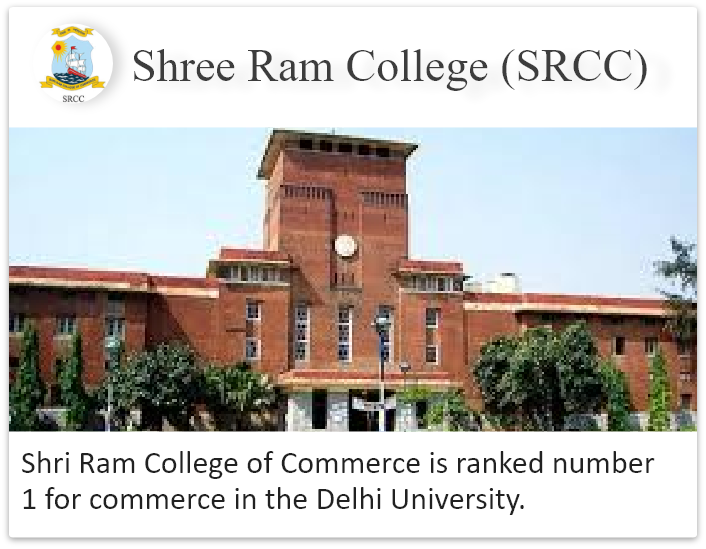 SRCC
Shree Ram College (SRCC)
Shri Ram College of Commerce is ranked number
1 for commerce in the Delhi University.